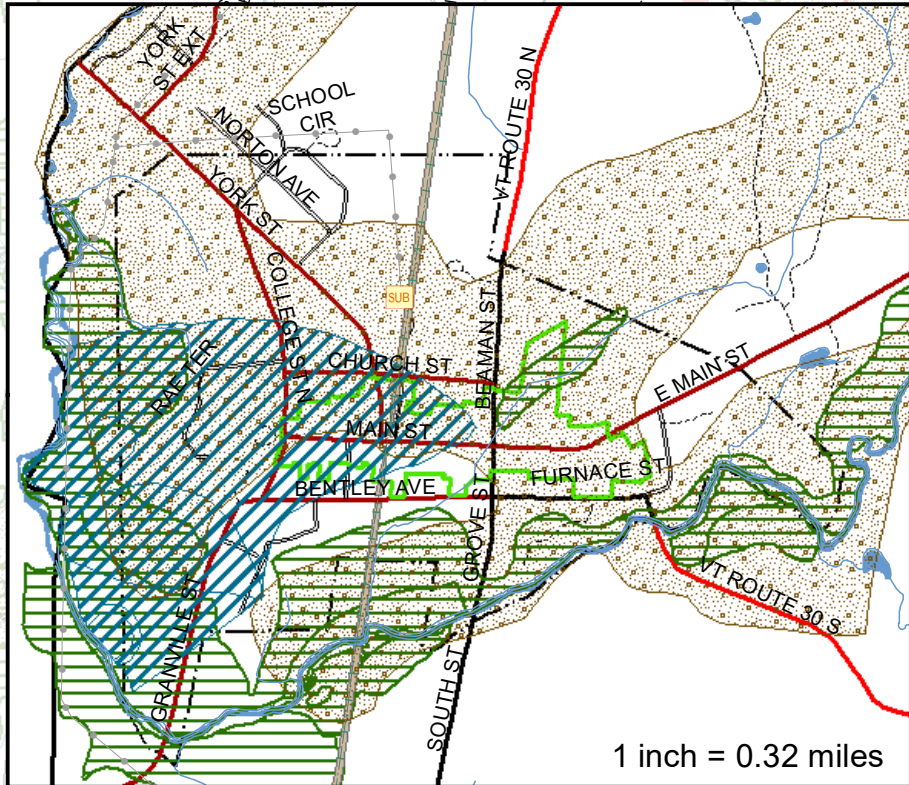 YORK
ST EXT
SCHOOL
CIR
NORTON AVE
YORK ST
VT ROUTE 30 N
COLLEGE ST N
SUB
BEAMAN ST
CHURCH ST
RAE TER
E MAIN ST
MAIN ST
FURNACE ST
BENTLEY AVE
GROVE ST
VT ROUTE 30 S
GRANVILLE ST
SOUTH ST
1 inch = 0.32 miles